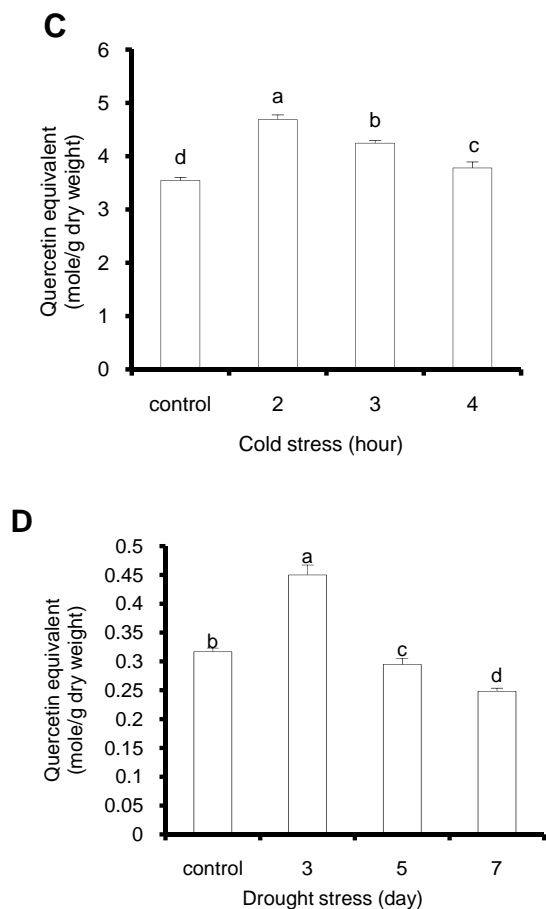 C
Quercetin equivalent
(mole/g dry weight)
6
5
4
3
2
1
0
d
a
b
c
control 2 3 4
Cold stress (hour)
D
Quercetin equivalent
(mole/g dry weight)
0.5
0.45
0.4
0.35
0.3
0.25
0.2
0.15
0.1
0.05
0
b
a
c
d
control 3 5 7
Drought stress (day)